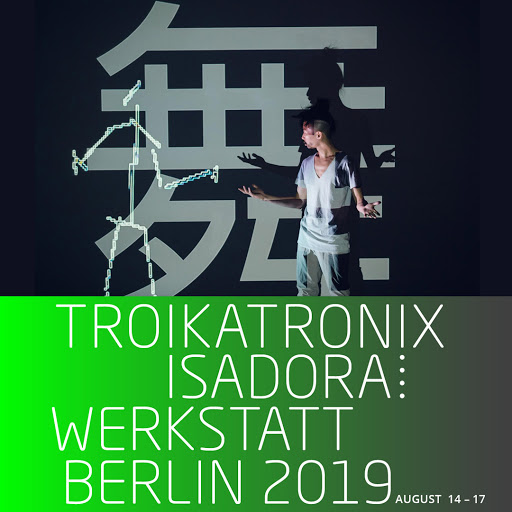 舞
TROIKATRONIX
ISADORA
WERKSTATT
BERLIN 2019
AUGUST 14 – 17